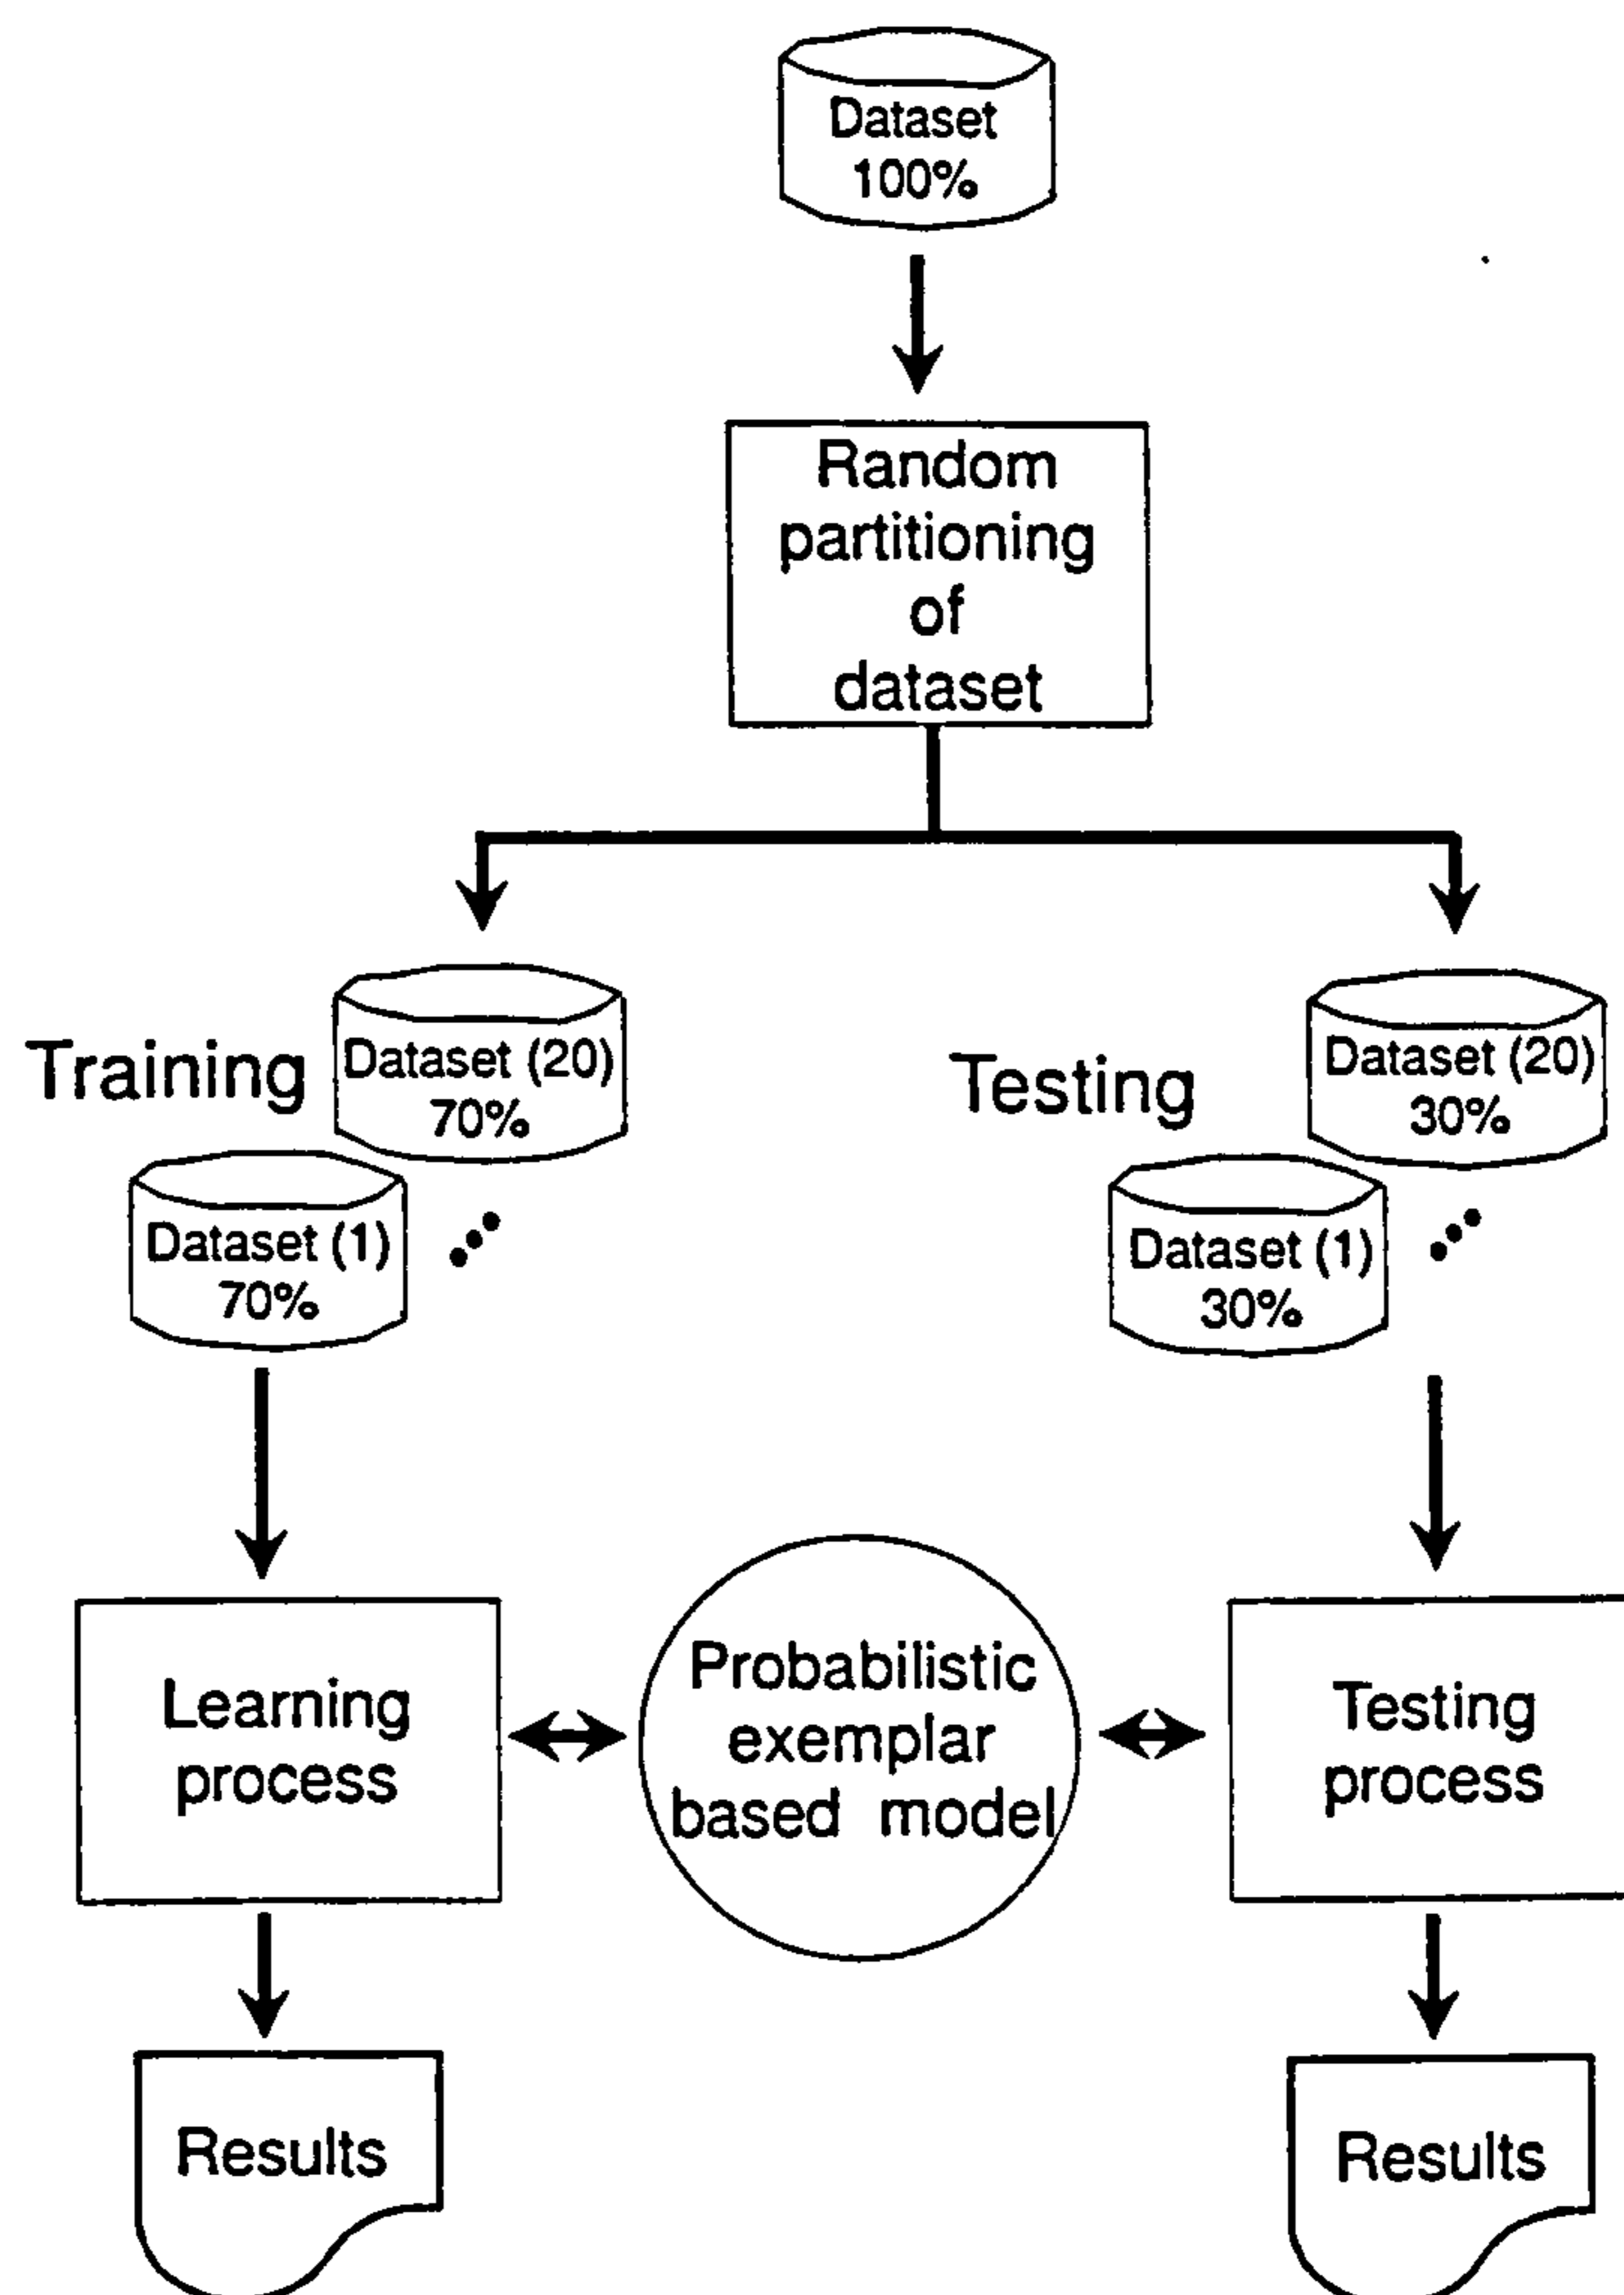 Dataset
100%
Random
partitioning
of
dataset
Training
Dataset (20)
70%
Dataset (1)
70%
Testing
Dataset (20)
30%
Dataset (1)
30%
Learning
process
Probabilistic
exemplar
based model
Testing
process
Results
Results